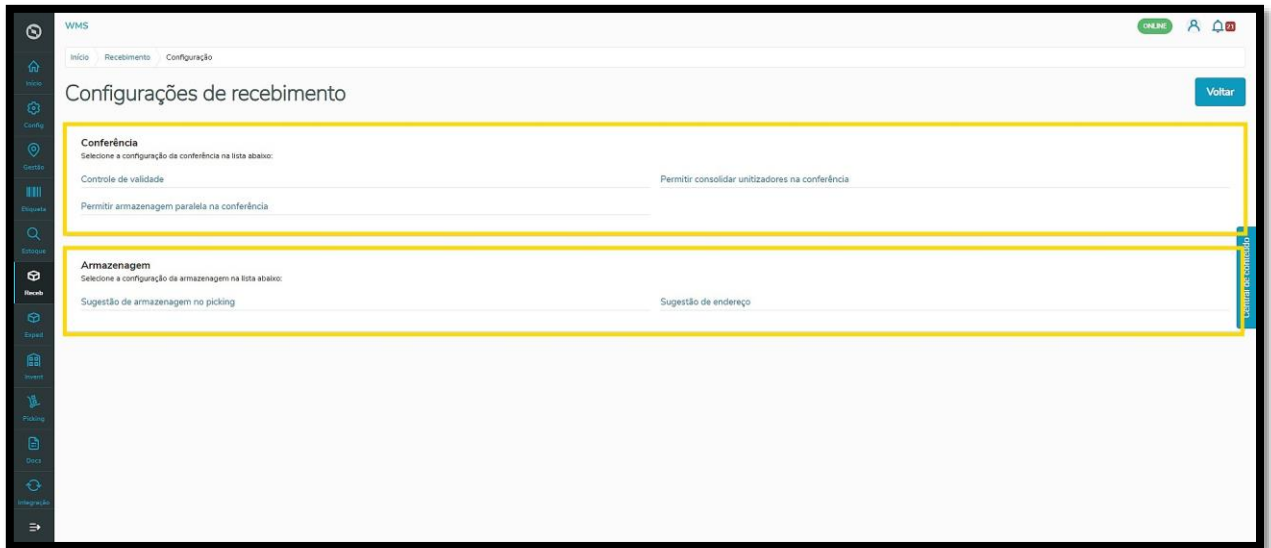 WMS
ONLINE
21
Início Recebimento Configuração
Configurações de recebimento
Voltar
Início
Config
Gestão
Etiqueta
Estoque
Receb
Exped
Invent
Picking
Docs
Integração
Conferência
Selecione a configuração da conferência na lista abaixo:
Controle de validade
Permitir consolidar unitizadores na conferência
Permitir armazenagem paralela na conferência
Armazenagem
Selecione a configuração da armazenagem na lista abaixo:
Sugestão de armazenagem no picking
Sugestão de endereço
Central de conteúdo